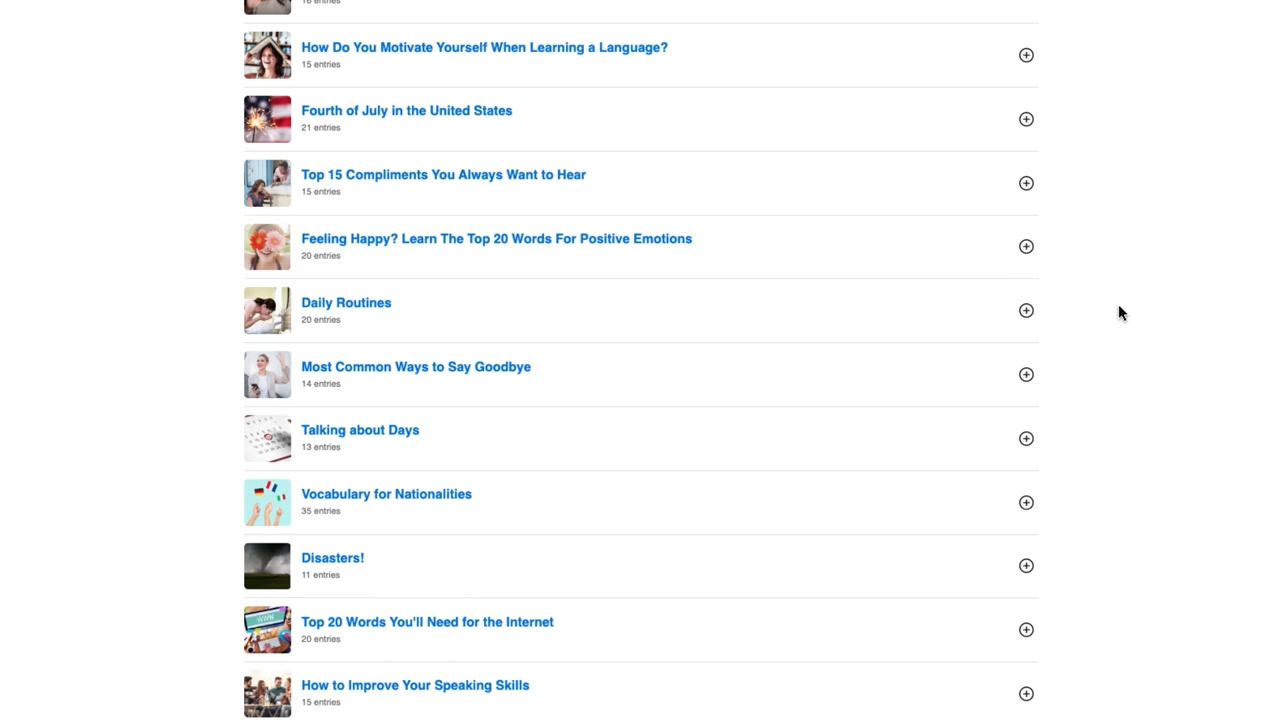 16 entries
How Do You Motivate Yourself When Learning a Language?
15 entries
Fourth of July in the United States
21 entries
Top 15 Compliments You Always Want to Hear
15 entries
Feeling Happy? Learn The Top 20 Words For Positive Emotions
20 entries
Daily Routines
20 entries
Most Common Ways to Say Goodbye
14 entries
Talking about Days
13 entries
Vocabulary for Nationalities
35 entries
Disasters!
11 entries
Top 20 Words You'll Need for the Internet
20 entries
How to Improve Your Speaking Skills
15 entries